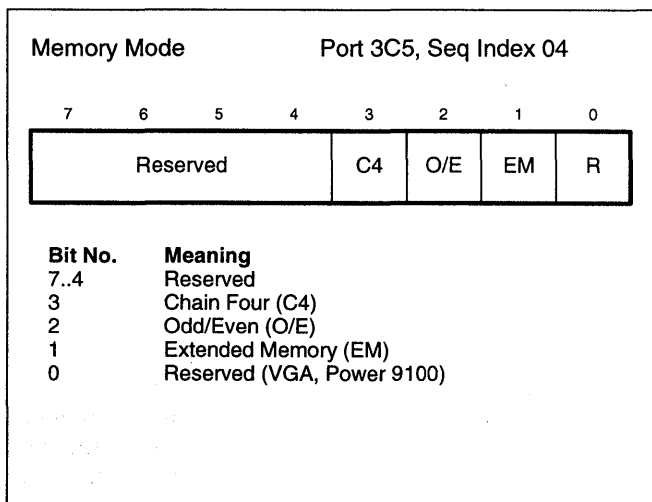 Memory Mode Port 3C5, Seq Index 04
7 6 5 4 3 2 1 0
Reserved C4 O/E EM R
Bit No. Meaning
7..4 Reserved
3 Chain Four (C4)
2 Odd/Even (O/E)
1 Extended Memory (EM)
0 Reserved (VGA, Power 9100)